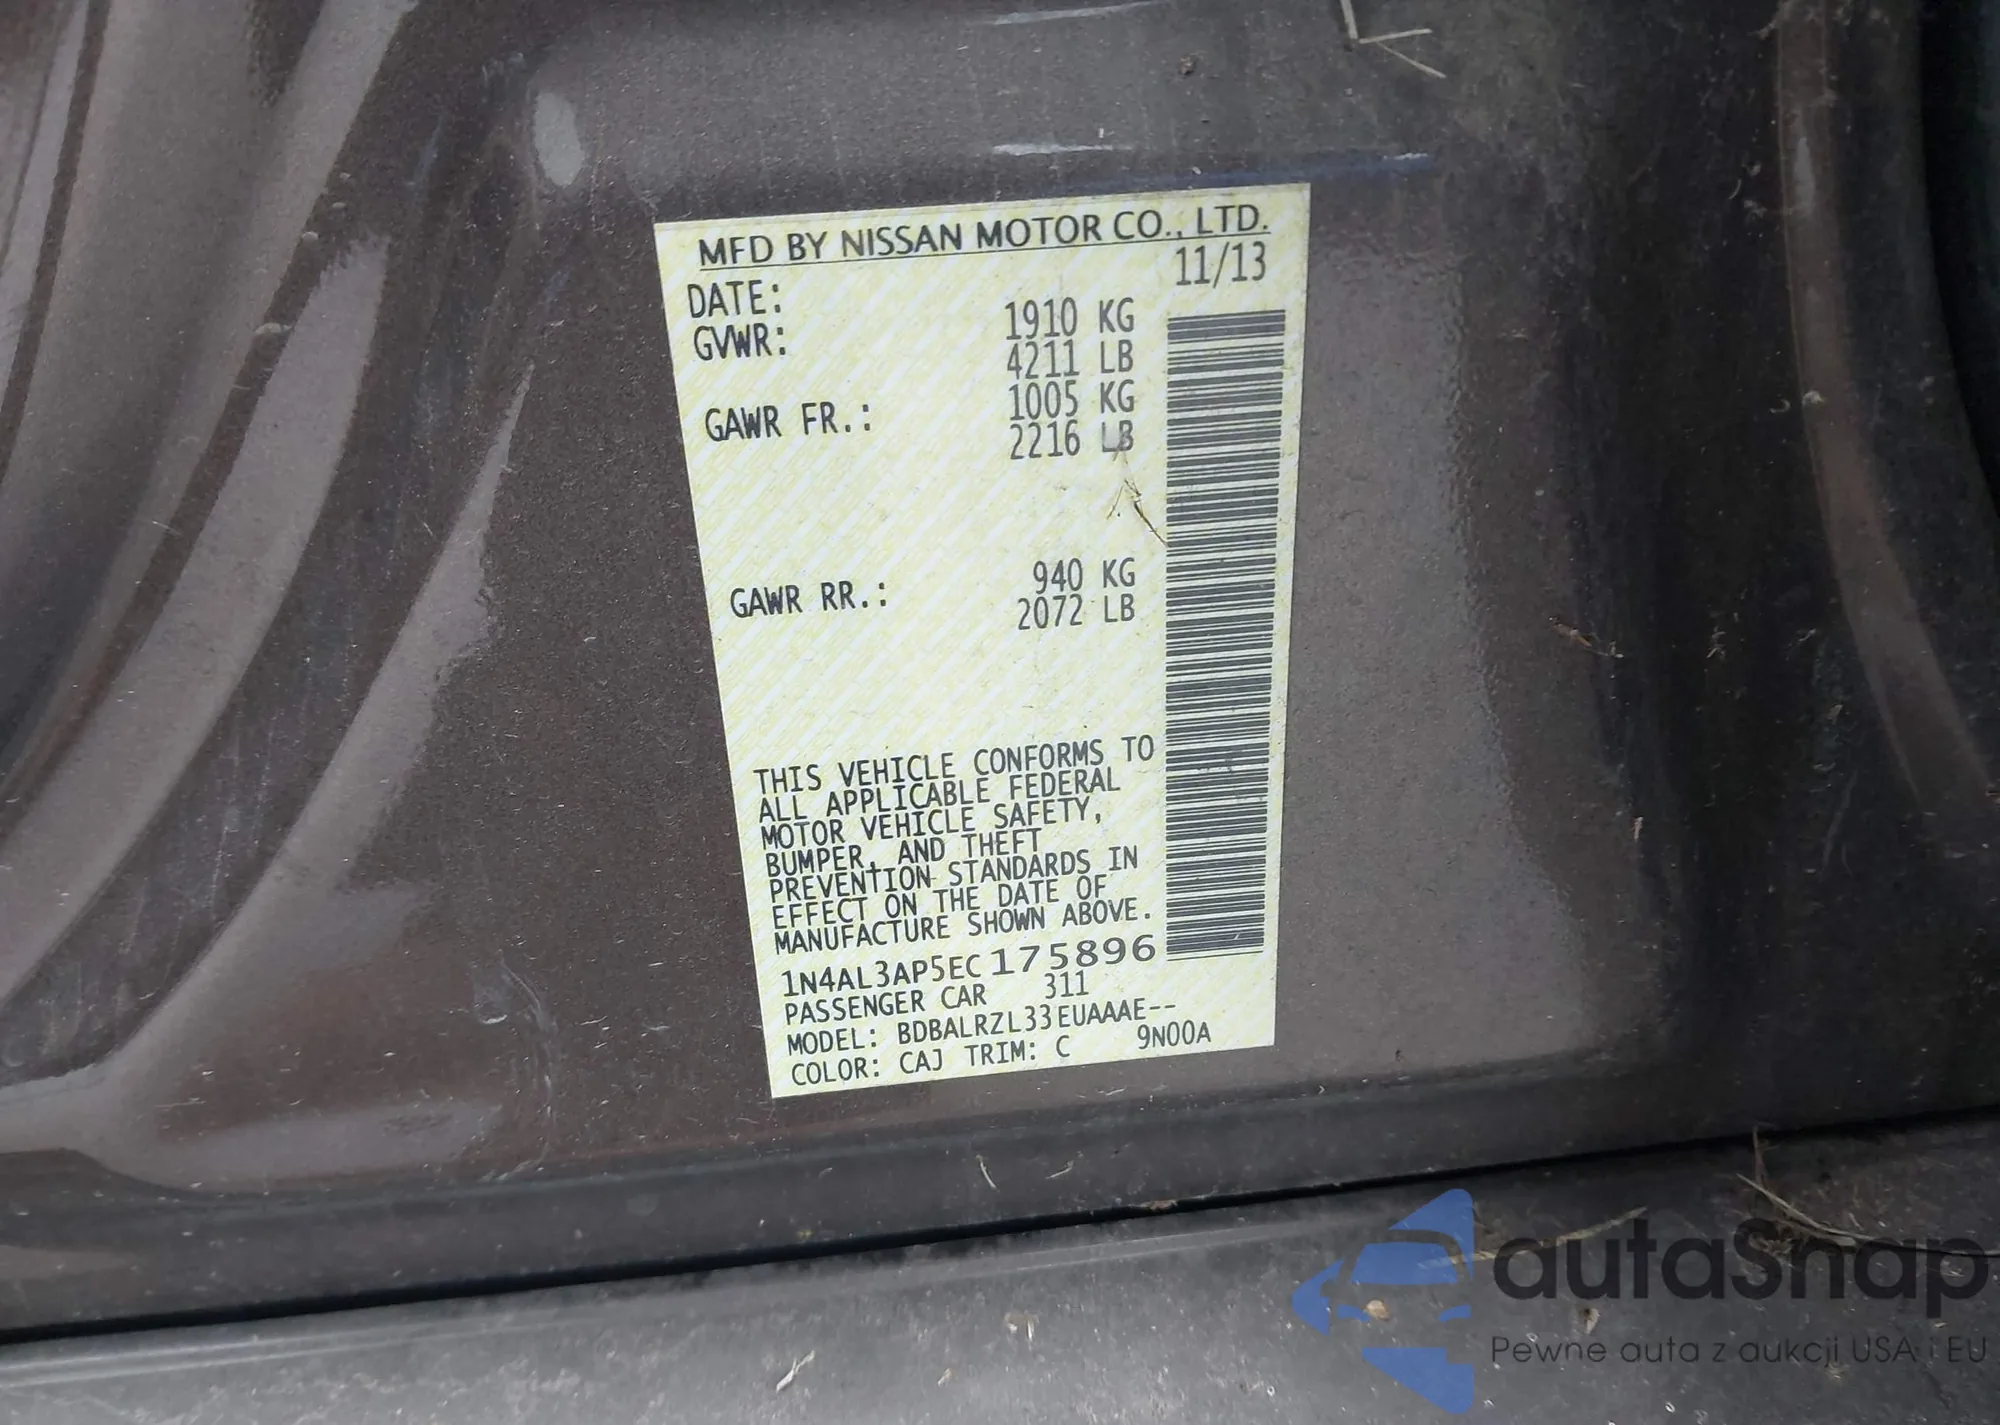 MFD BY NISSAN MOTOR CO., LTD.
DATE: 11/13
GVWR: 1910 KG
4211 LB
GAWR FR.: 1005 KG
2216 LB
GAWR RR.: 940 KG
2072 LB
THIS VEHICLE CONFORMS TO
ALL APPLICABLE FEDERAL
MOTOR VEHICLE SAFETY,
BUMPER, AND THEFT
PREVENTION STANDARDS IN
EFFECT ON THE DATE OF
MANUFACTURE SHOWN ABOVE.
1N4AL3AP5EC175896
PASSENGER CAR 311
MODEL: BDBALRZL33EUAAAE--
COLOR: CAJ TRIM: C 9N00A
autaSnap
Pewne auta z aukcji USA i EU